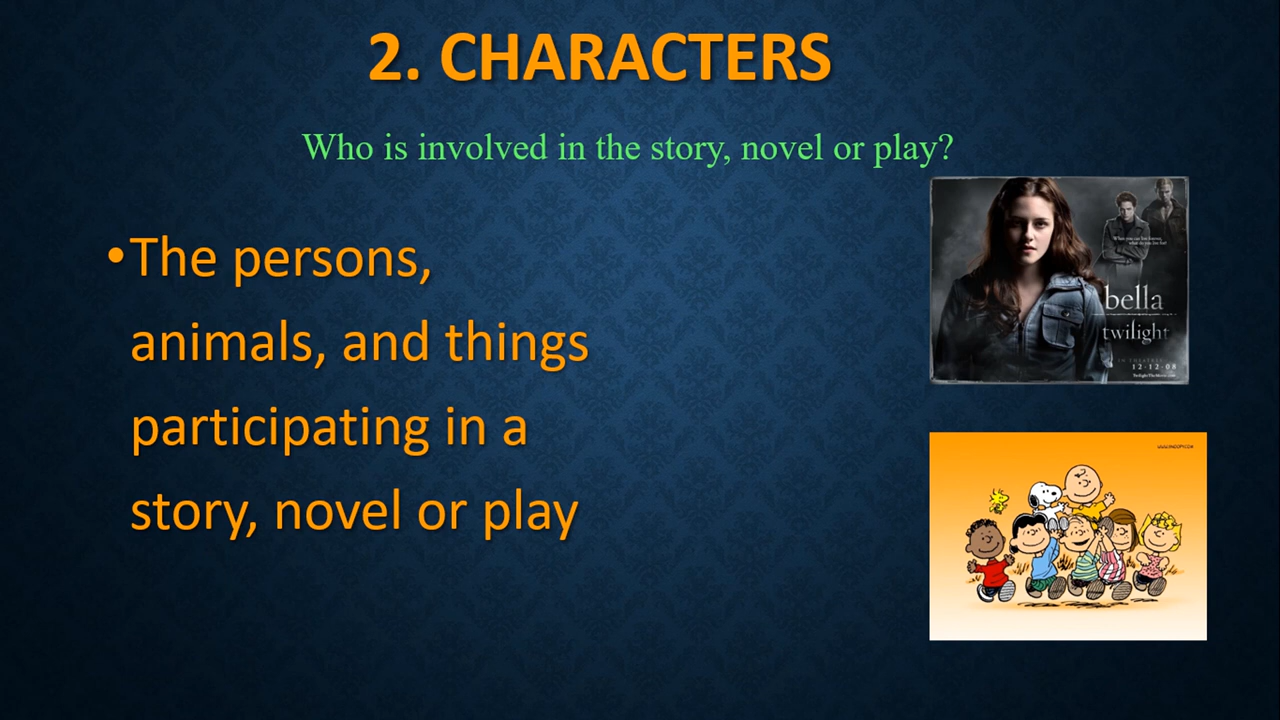 2. CHARACTERS
Who is involved in the story, novel or play?
•The persons,
animals, and things
participating in a
story, novel or play
bella
twilight
IN THEATRES
12·12·08